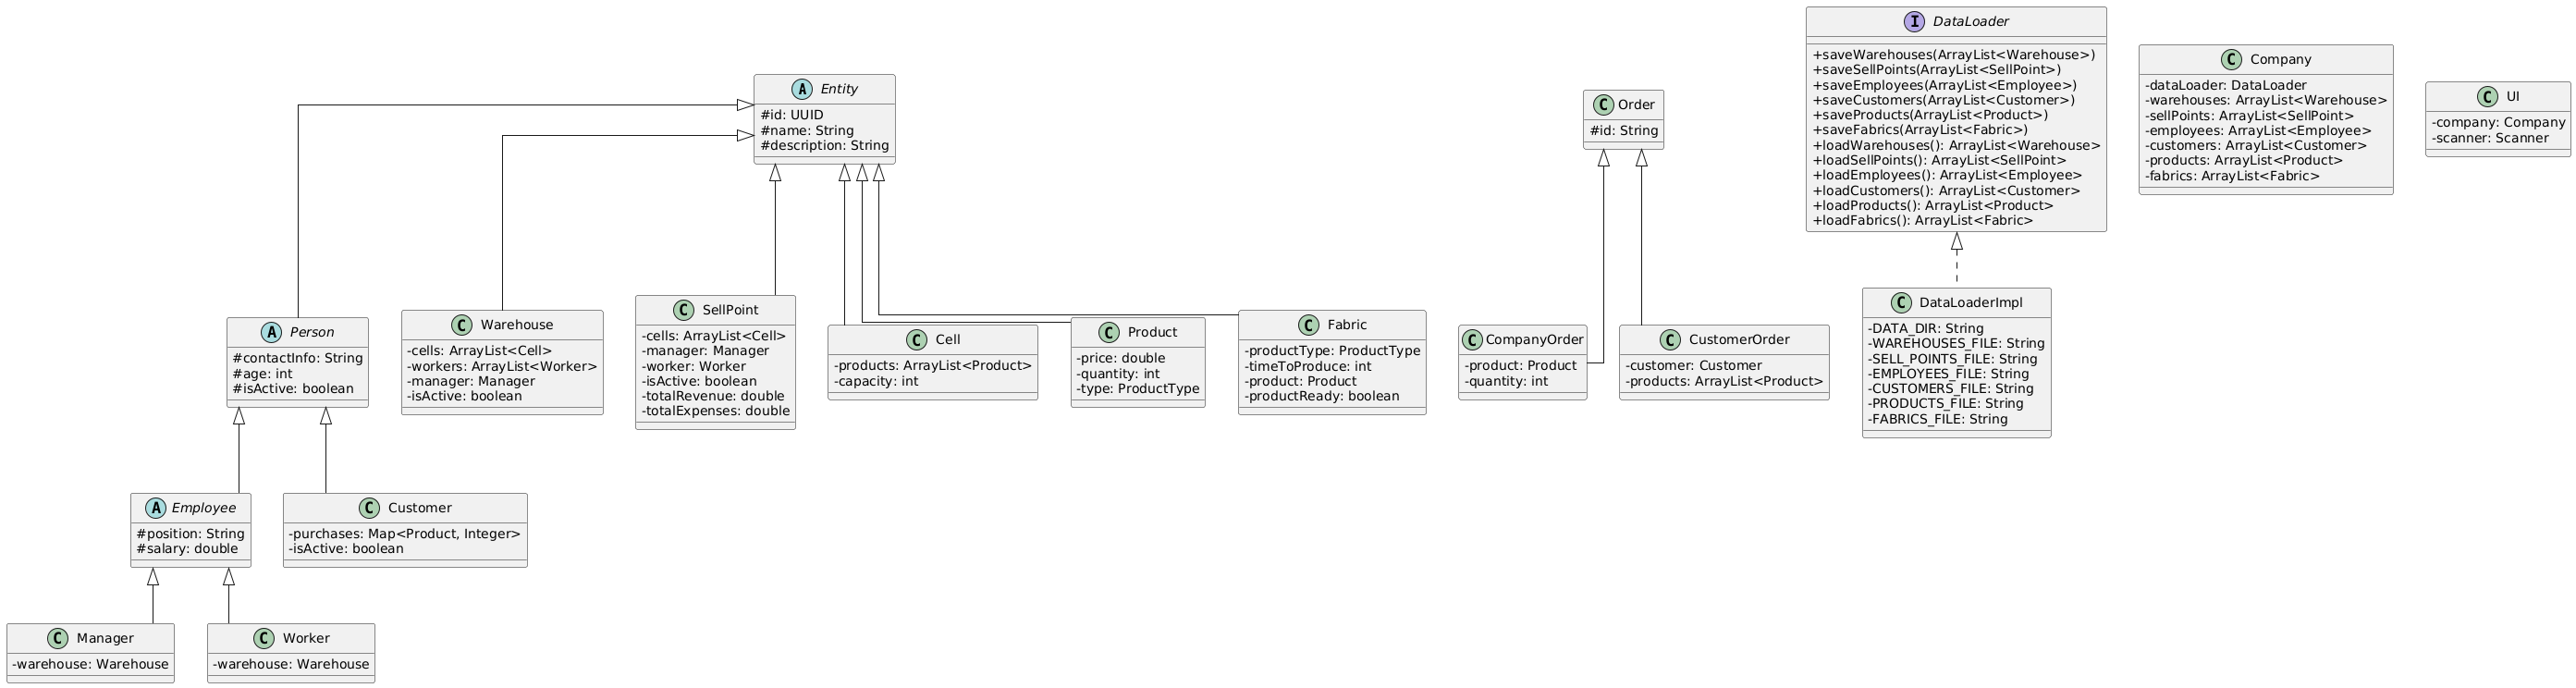 I DataLoader
+saveWarehouses(ArrayList<Warehouse>)
+saveSellPoints(ArrayList<SellPoint>)
+saveEmployees(ArrayList<Employee>)
+saveCustomers(ArrayList<Customer>)
+saveProducts(ArrayList<Product>)
+saveFabrics(ArrayList<Fabric>)
+loadWarehouses(): ArrayList<Warehouse>
+loadSellPoints(): ArrayList<SellPoint>
+loadEmployees(): ArrayList<Employee>
+loadCustomers(): ArrayList<Customer>
+loadProducts(): ArrayList<Product>
+loadFabrics(): ArrayList<Fabric>
C Company
-dataLoader: DataLoader
-warehouses: ArrayList<Warehouse>
-sellPoints: ArrayList<SellPoint>
-employees: ArrayList<Employee>
-customers: ArrayList<Customer>
-products: ArrayList<Product>
-fabrics: ArrayList<Fabric>
C UI
-company: Company
-scanner: Scanner
A Entity
#id: UUID
#name: String
#description: String
C Order
#id: String
A Person
#contactInfo: String
#age: int
#isActive: boolean
C Warehouse
-cells: ArrayList<Cell>
-workers: ArrayList<Worker>
-manager: Manager
-isActive: boolean
C SellPoint
-cells: ArrayList<Cell>
-manager: Manager
-worker: Worker
-isActive: boolean
-totalRevenue: double
-totalExpenses: double
C Cell
-products: ArrayList<Product>
-capacity: int
C Product
-price: double
-quantity: int
-type: ProductType
C Fabric
-productType: ProductType
-timeToProduce: int
-product: Product
-productReady: boolean
C CompanyOrder
-product: Product
-quantity: int
C CustomerOrder
-customer: Customer
-products: ArrayList<Product>
C DataLoaderImpl
-DATA_DIR: String
-WAREHOUSES_FILE: String
-SELL_POINTS_FILE: String
-EMPLOYEES_FILE: String
-CUSTOMERS_FILE: String
-PRODUCTS_FILE: String
-FABRICS_FILE: String
A Employee
#position: String
#salary: double
C Customer
-purchases: Map<Product, Integer>
-isActive: boolean
C Manager
-warehouse: Warehouse
C Worker
-warehouse: Warehouse